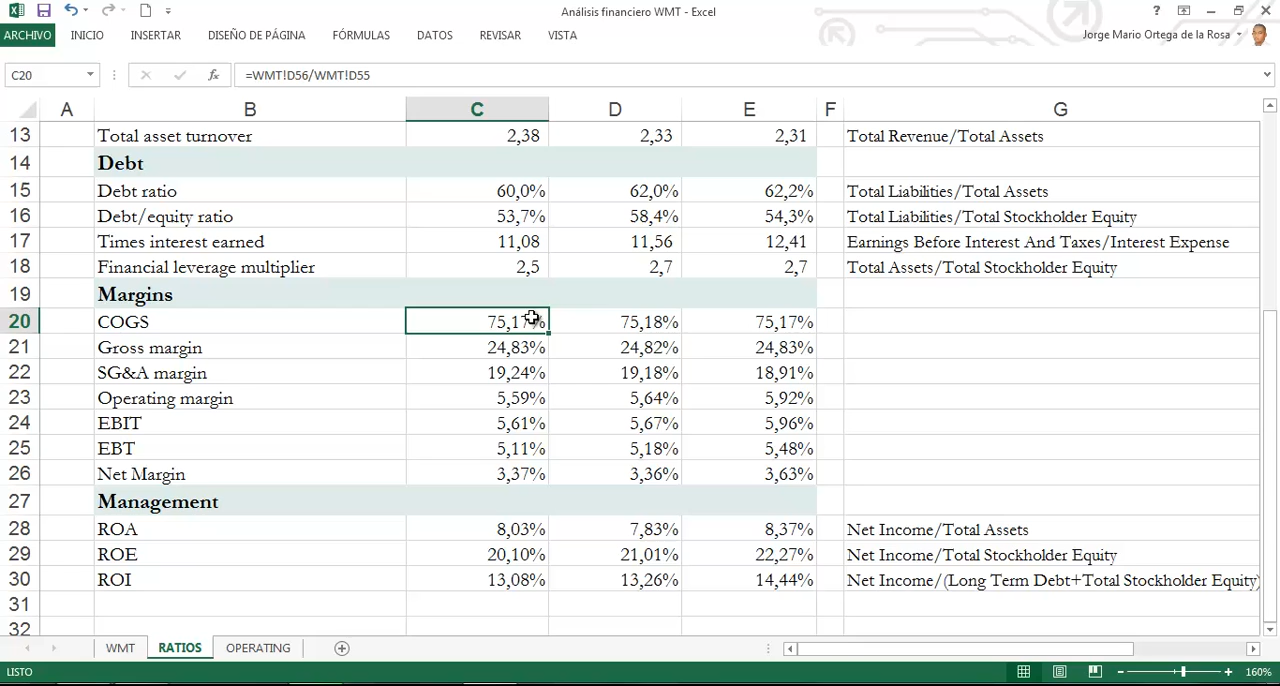 Análisis financiero WMT - Excel
ARCHIVO INICIO INSERTAR DISEÑO DE PÁGINA FÓRMULAS DATOS REVISAR VISTA Jorge Mario Ortega de la Rosa
C20 fx =WMT!D56/WMT!D55
A B C D E F G
13 Total asset turnover 2,38 2,33 2,31 Total Revenue/Total Assets
14 Debt
15 Debt ratio 60,0% 62,0% 62,2% Total Liabilities/Total Assets
16 Debt/equity ratio 53,7% 58,4% 54,3% Total Liabilities/Total Stockholder Equity
17 Times interest earned 11,08 11,56 12,41 Earnings Before Interest And Taxes/Interest Expense
18 Financial leverage multiplier 2,5 2,7 2,7 Total Assets/Total Stockholder Equity
19 Margins
20 COGS 75,17% 75,18% 75,17%
21 Gross margin 24,83% 24,82% 24,83%
22 SG&A margin 19,24% 19,18% 18,91%
23 Operating margin 5,59% 5,64% 5,92%
24 EBIT 5,61% 5,67% 5,96%
25 EBT 5,11% 5,18% 5,48%
26 Net Margin 3,37% 3,36% 3,63%
27 Management
28 ROA 8,03% 7,83% 8,37% Net Income/Total Assets
29 ROE 20,10% 21,01% 22,27% Net Income/Total Stockholder Equity
30 ROI 13,08% 13,26% 14,44% Net Income/(Long Term Debt+Total Stockholder Equity)
31
32
WMT RATIOS OPERATING
LISTO 160%